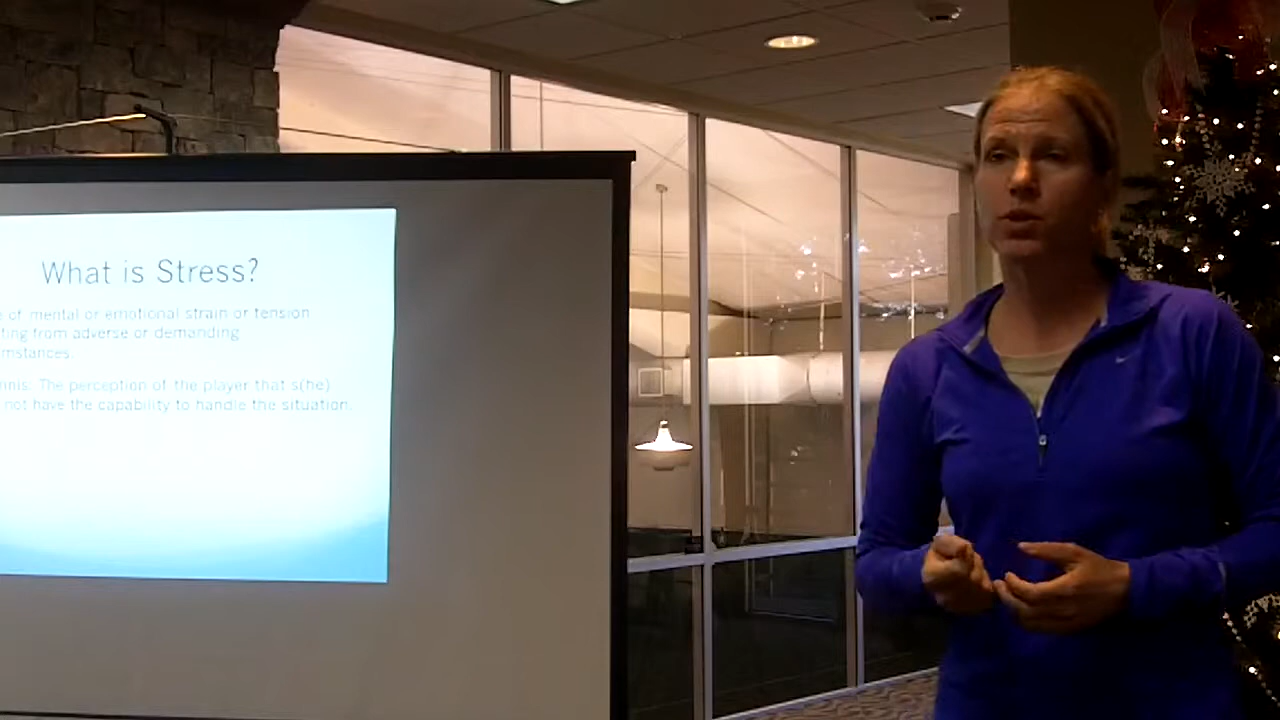 What is Stress?
of mental or emotional strain or tension
ting from adverse or demanding
mstances.
nnis: The perception of the player that s(he)
not have the capability to handle the situation.